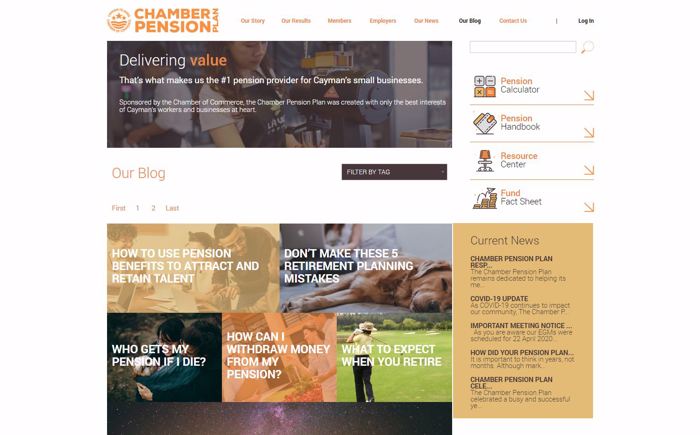 CHAMBER
PENSION
PLAN
Our Story
Our Results
Members
Employers
Our News
Our Blog
Contact Us
|
Log In
Delivering value
That's what makes us the #1 pension provider for Cayman's small businesses.
Sponsored by the Chamber of Commerce, the Chamber Pension Plan was created with only the best interests
of Cayman's workers and businesses at heart.
Pension
Calculator
Pension
Handbook
Resource
Center
Fund
Fact Sheet
Our Blog
FILTER BY TAG
First 1 2 Last
HOW TO USE PENSION
BENEFITS TO ATTRACT AND
RETAIN TALENT
DON'T MAKE THESE 5
RETIREMENT PLANNING
MISTAKES
WHO GETS MY
PENSION IF I DIE?
HOW CAN I
WITHDRAW MONEY
FROM MY
PENSION?
WHAT TO EXPECT
WHEN YOU RETIRE
Current News
CHAMBER PENSION PLAN
RESP...
The Chamber Pension Plan
remains dedicated to helping its
me...
COVID-19 UPDATE
As COVID-19 continues to impact
our community, The Chamber P...
IMPORTANT MEETING NOTICE ...
As you are aware our EGMs were
scheduled for 22 April 2020...
HOW DID YOUR PENSION PLAN...
It is important to think in years, not
months. Although mark...
CHAMBER PENSION PLAN
CELE...
The Chamber Pension Plan
celebrated a busy and successful
ye...